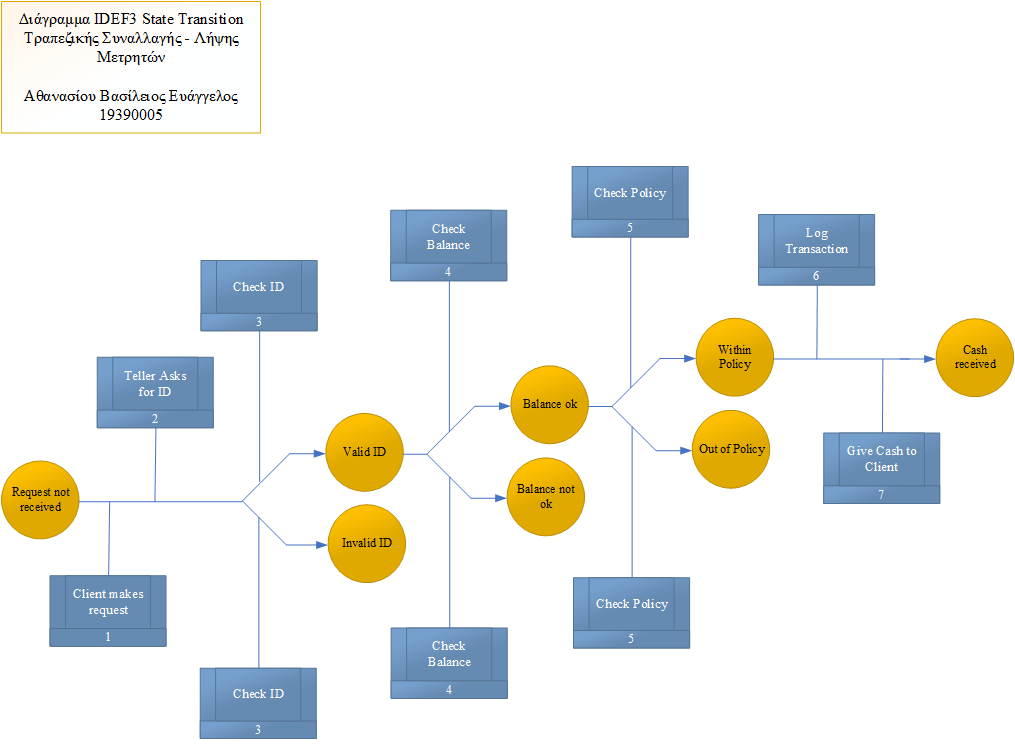 Διάγραμμα IDEF3 State Transition
Τραπεζικής Συναλλαγής - Λήψης
Μετρητών
Αθανασίου Βασίλειος Ευάγγελος
19390005
Check Policy
5
Check
Balance
4
Log
Transaction
6
Check ID
3
Teller Asks
for ID
2
Within
Policy
Cash
received
Balance ok
Valid ID
Out of Policy
Request not
received
Balance not
ok
Invalid ID
Give Cash to
Client
7
Client makes
request
1
Check Policy
5
Check
Balance
4
Check ID
3